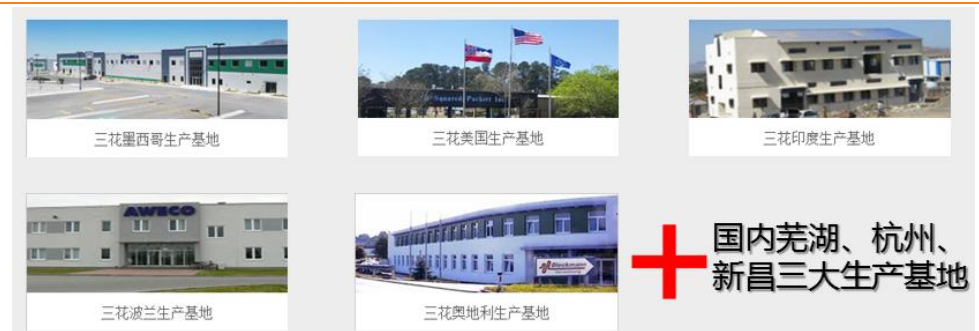 三花墨西哥生产基地
三花美国生产基地
三花印度生产基地
AWECO
三花波兰生产基地
三花奥地利生产基地
国内芜湖、杭州、
新昌三大生产基地